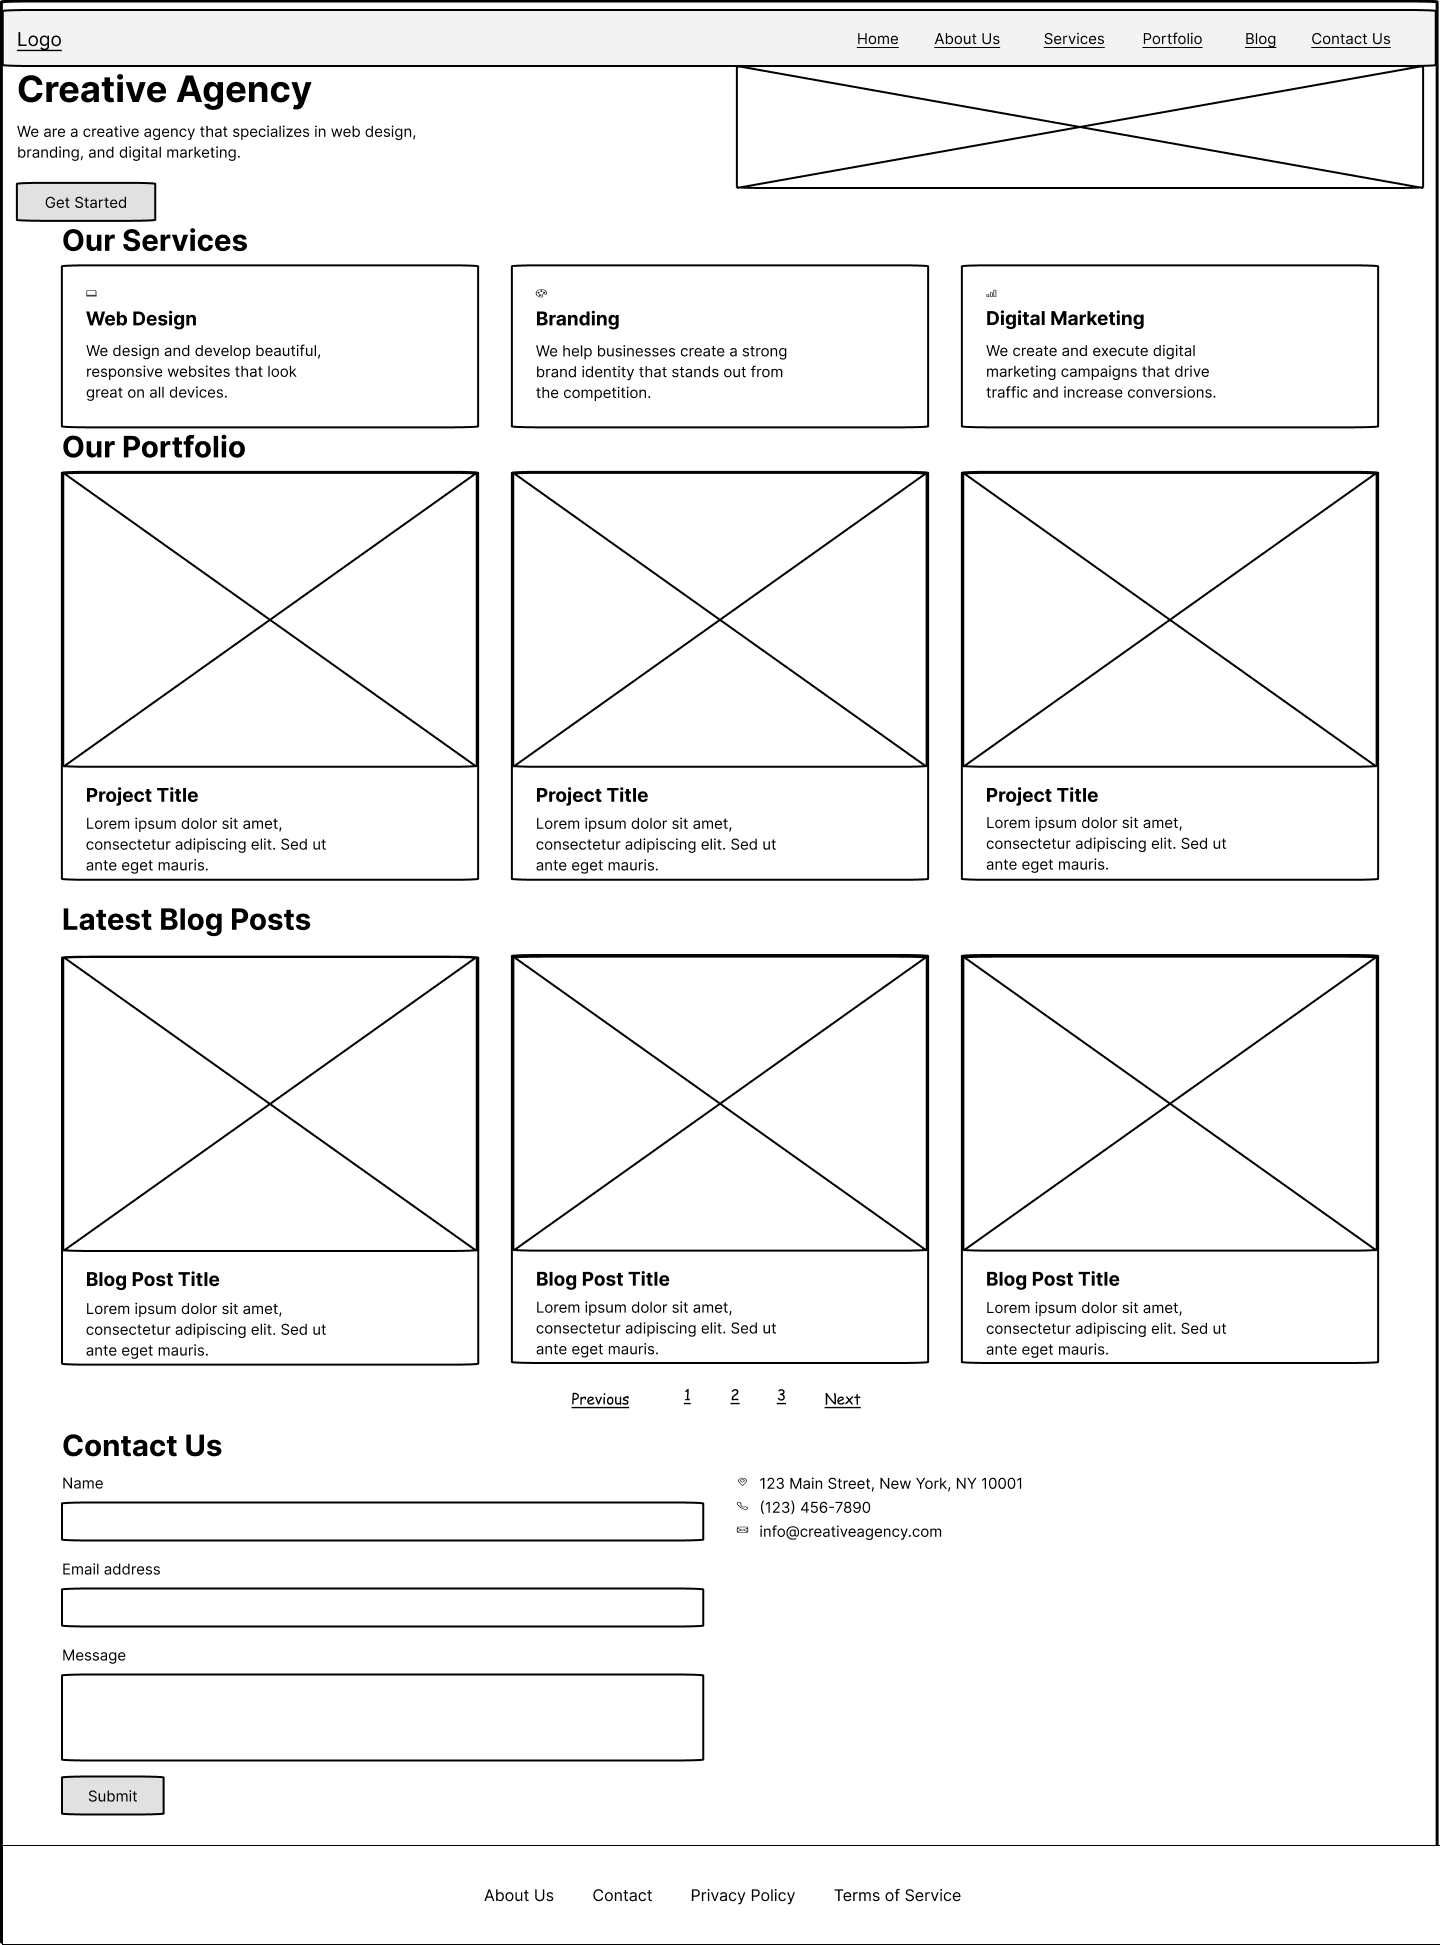 Logo
Home About Us Services Portfolio Blog Contact Us
Creative Agency
We are a creative agency that specializes in web design,
branding, and digital marketing.
Get Started
Our Services
Web Design
We design and develop beautiful,
responsive websites that look
great on all devices.
Branding
We help businesses create a strong
brand identity that stands out from
the competition.
Digital Marketing
We create and execute digital
marketing campaigns that drive
traffic and increase conversions.
Our Portfolio
Project Title
Lorem ipsum dolor sit amet,
consectetur adipiscing elit. Sed ut
ante eget mauris.
Project Title
Lorem ipsum dolor sit amet,
consectetur adipiscing elit. Sed ut
ante eget mauris.
Project Title
Lorem ipsum dolor sit amet,
consectetur adipiscing elit. Sed ut
ante eget mauris.
Latest Blog Posts
Blog Post Title
Lorem ipsum dolor sit amet,
consectetur adipiscing elit. Sed ut
ante eget mauris.
Blog Post Title
Lorem ipsum dolor sit amet,
consectetur adipiscing elit. Sed ut
ante eget mauris.
Blog Post Title
Lorem ipsum dolor sit amet,
consectetur adipiscing elit. Sed ut
ante eget mauris.
Previous 1 2 3 Next
Contact Us
Name
Email address
Message
Submit
123 Main Street, New York, NY 10001
(123) 456-7890
info@creativeagency.com
About Us Contact Privacy Policy Terms of Service